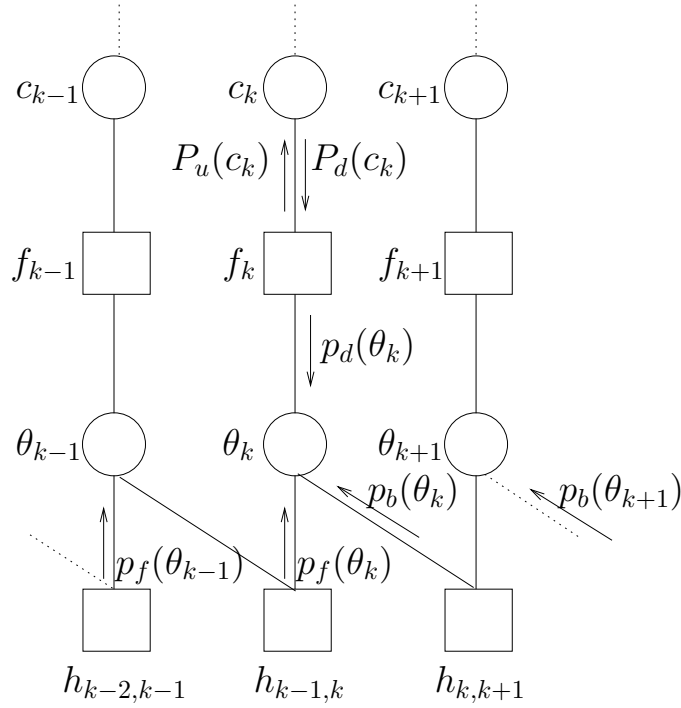 c_{k−1} c_k c_{k+1}
P_u(c_k) P_d(c_k)
f_{k−1} f_k f_{k+1}
p_d(θ_k)
θ_{k−1} θ_k θ_{k+1}
p_b(θ_k) p_b(θ_{k+1})
p_f(θ_{k−1}) p_f(θ_k)
h_{k−2,k−1} h_{k−1,k} h_{k,k+1}